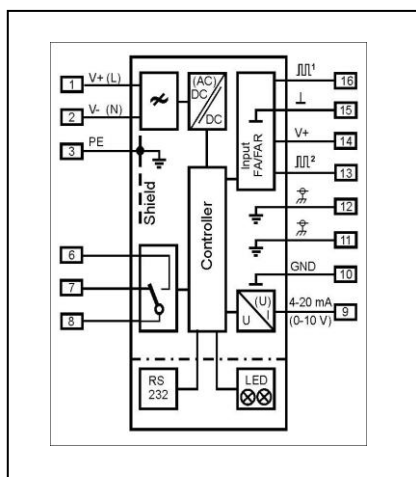 1 V+ (L)
2 V- (N)
3 PE
Shield
(AC)
DC
DC
Input
FA/FAR
Controller
⎍⎍1 16
⊥ 15
V+ 14
⎍⎍2 13
12
11
GND 10
4-20 mA 9
(0-10 V)
(U)
U I
6
7
8
RS
232
LED